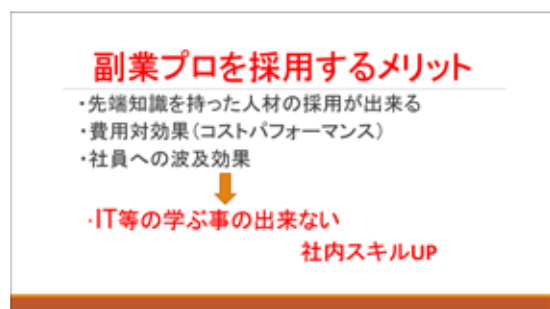 副業プロを採用するメリット
・先端知識を持った人材の採用が出来る
・費用対効果(コストパフォーマンス)
・社員への波及効果
・IT等の学ぶ事の出来ない
社内スキルUP